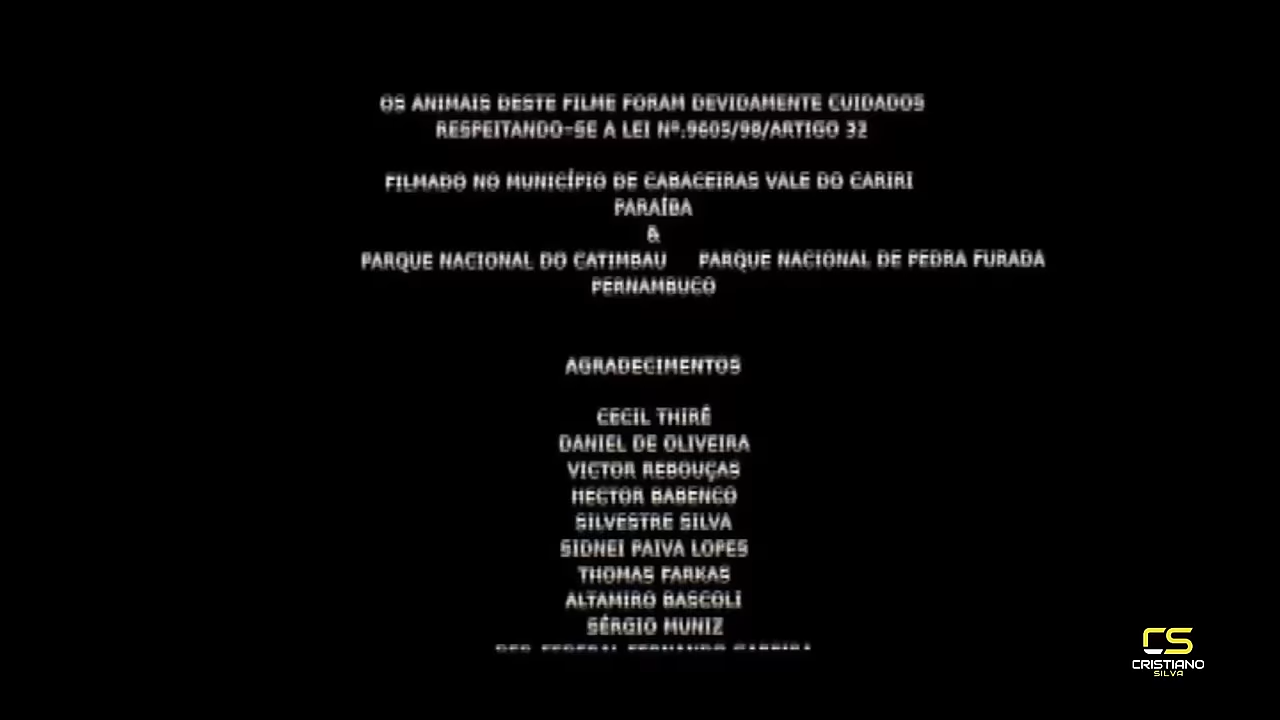 OS ANIMAIS DESTE FILME FORAM DEVIDAMENTE CUIDADOS
RESPEITANDO-SE A LEI Nº.9605/98/ARTIGO 32
FILMADO NO MUNICÍPIO DE CABACEIRAS VALE DO CARIRI
PARAÍBA
&
PARQUE NACIONAL DO CATIMBAU PARQUE NACIONAL DE PEDRA FURADA
PERNAMBUCO
AGRADECIMENTOS
CECIL THIRÉ
DANIEL DE OLIVEIRA
VICTOR REBOUÇAS
HECTOR BABENCO
SILVESTRE SILVA
SIDNEI PAIVA LOPES
THOMAS FARKAS
ALTAMIRO BASCOLI
SÉRGIO MUNIZ
FEDERAL FERNANDO
CS
CRISTIANO
SILVA